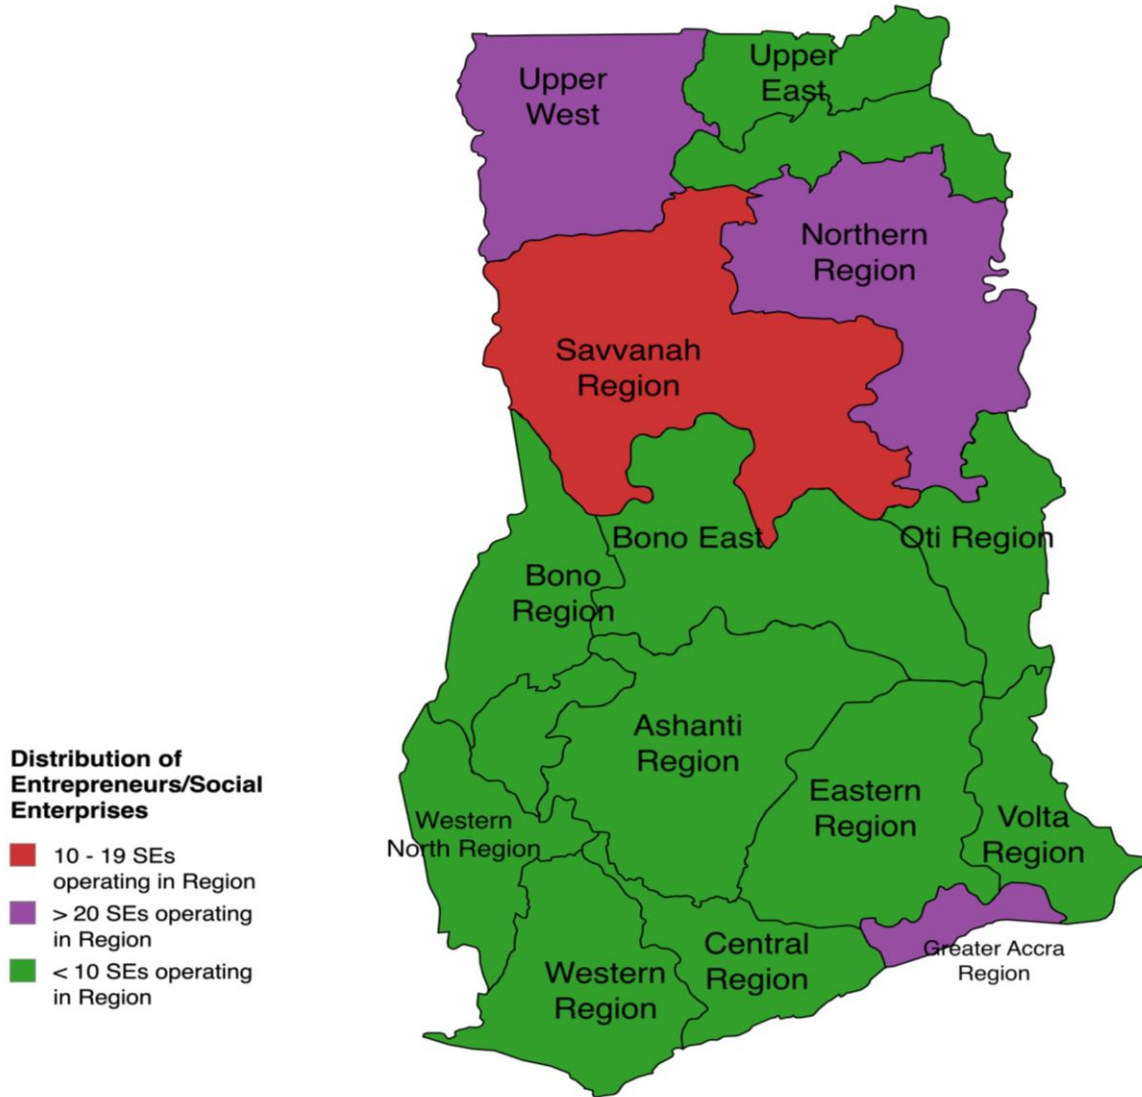 Upper
West
Upper
East
Northern
Region
Savvanah
Region
Bono East
Oti Region
Bono
Region
Ashanti
Region
Eastern
Region
Volta
Region
Western
North Region
Central
Region
Greater Accra
Region
Western
Region
Distribution of
Entrepreneurs/Social
Enterprises
10 - 19 SEs
operating in Region
> 20 SEs operating
in Region
< 10 SEs operating
in Region